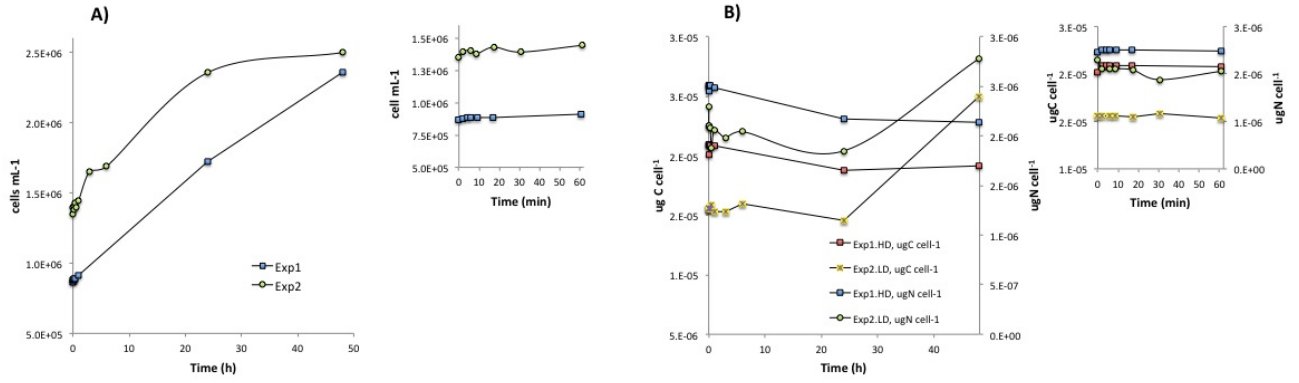 A)
2.5E+06
2.0E+06
1.5E+06
1.0E+06
5.0E+05
cells mL-1
0 10 20 30 40 50
Time (h)
Exp1
Exp2
1.5E+06
1.3E+06
1.0E+06
7.5E+05
5.0E+05
cell mL-1
0 10 20 30 40 50 60
Time (min)
B)
3.E-05
3.E-05
2.E-05
2.E-05
1.E-05
5.E-06
ug C cell-1
0 10 20 30 40
Time (h)
3.E-06
3.E-06
2.E-06
2.E-06
1.E-06
5.E-07
0.E+00
ugN cell-1
Exp1.HD, ugC cell-1
Exp2.LD, ugC cell-1
Exp1.HD, ugN cell-1
Exp2.LD, ugN cell-1
3.E-05
2.E-05
2.E-05
1.E-05
ugC cell-1
0 10 20 30 40 50 60
Time (min)
3.E-06
2.E-06
1.E-06
0.E+00
ugN cell-1